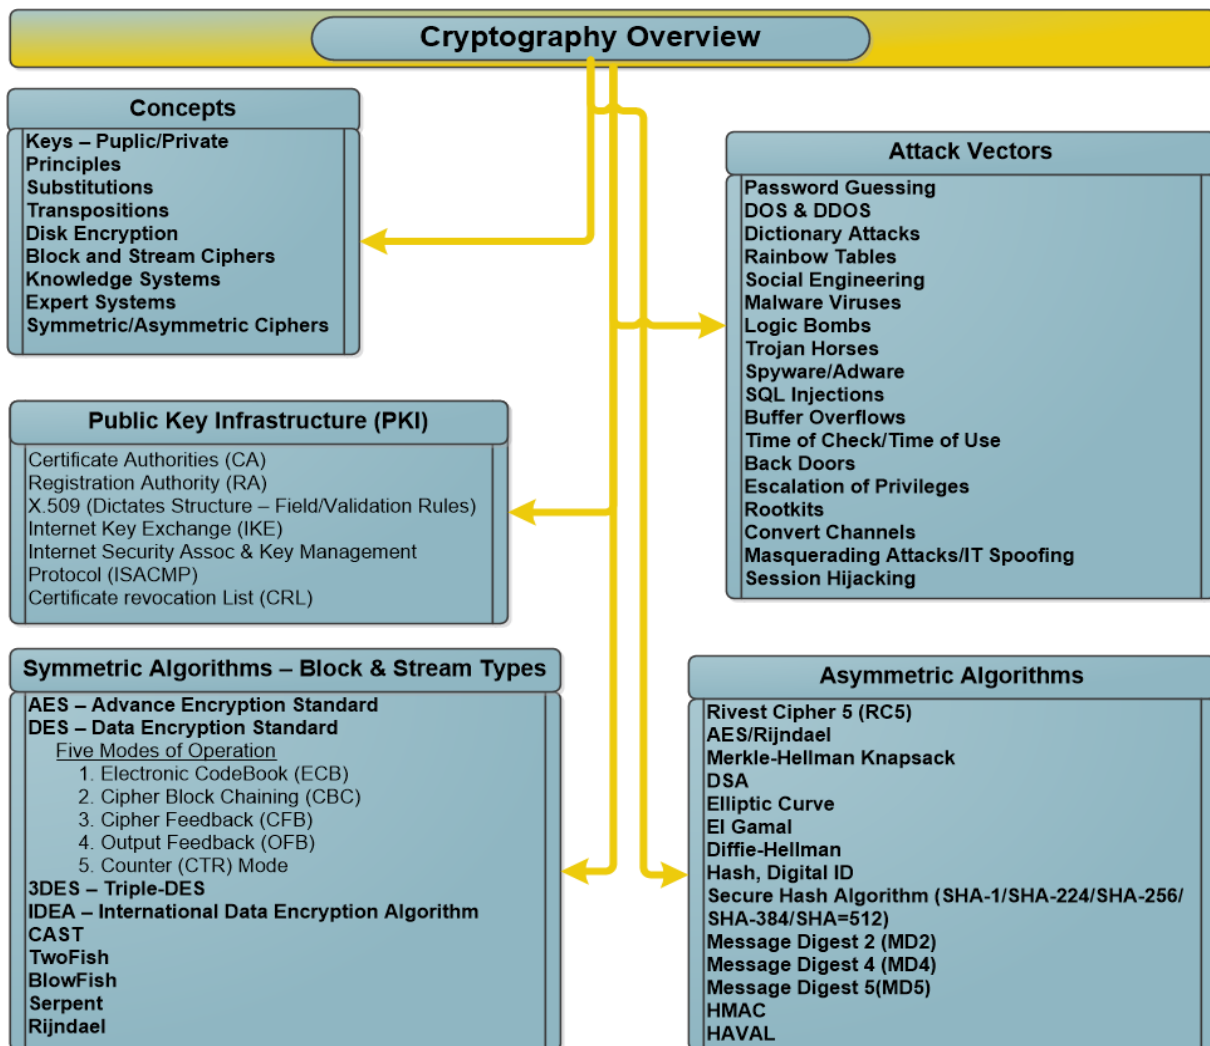 Cryptography Overview
Concepts
Keys – Puplic/Private
Principles
Substitutions
Transpositions
Disk Encryption
Block and Stream Ciphers
Knowledge Systems
Expert Systems
Symmetric/Asymmetric Ciphers
Attack Vectors
Password Guessing
DOS & DDOS
Dictionary Attacks
Rainbow Tables
Social Engineering
Malware Viruses
Logic Bombs
Trojan Horses
Spyware/Adware
SQL Injections
Buffer Overflows
Time of Check/Time of Use
Back Doors
Escalation of Privileges
Rootkits
Convert Channels
Masquerading Attacks/IT Spoofing
Session Hijacking
Public Key Infrastructure (PKI)
Certificate Authorities (CA)
Registration Authority (RA)
X.509 (Dictates Structure – Field/Validation Rules)
Internet Key Exchange (IKE)
Internet Security Assoc & Key Management
Protocol (ISACMP)
Certificate revocation List (CRL)
Symmetric Algorithms – Block & Stream Types
AES – Advance Encryption Standard
DES – Data Encryption Standard
Five Modes of Operation
1. Electronic CodeBook (ECB)
2. Cipher Block Chaining (CBC)
3. Cipher Feedback (CFB)
4. Output Feedback (OFB)
5. Counter (CTR) Mode
3DES – Triple-DES
IDEA – International Data Encryption Algorithm
CAST
TwoFish
BlowFish
Serpent
Rijndael
Asymmetric Algorithms
Rivest Cipher 5 (RC5)
AES/Rijndael
Merkle-Hellman Knapsack
DSA
Elliptic Curve
El Gamal
Diffie-Hellman
Hash, Digital ID
Secure Hash Algorithm (SHA-1/SHA-224/SHA-256/
SHA-384/SHA=512)
Message Digest 2 (MD2)
Message Digest 4 (MD4)
Message Digest 5(MD5)
HMAC
HAVAL